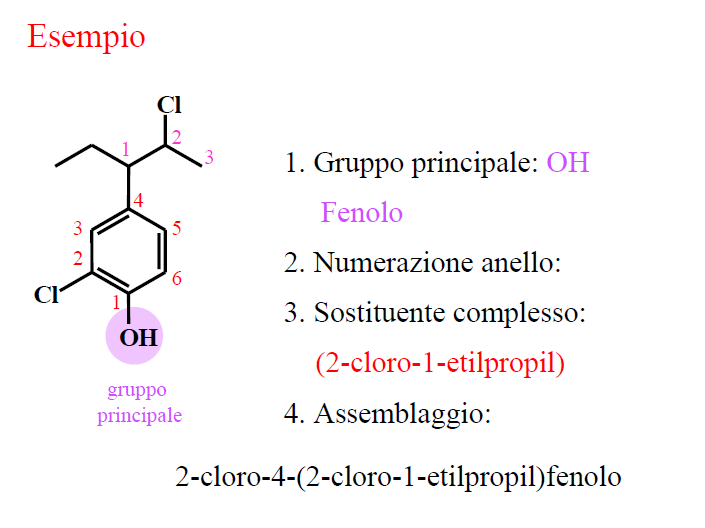 Esempio
Cl
1
2
3
4
3
5
2
6
Cl
1
OH
gruppo
principale
1. Gruppo principale: OH
Fenolo
2. Numerazione anello:
3. Sostituente complesso:
(2-cloro-1-etilpropil)
4. Assemblaggio:
2-cloro-4-(2-cloro-1-etilpropil)fenolo